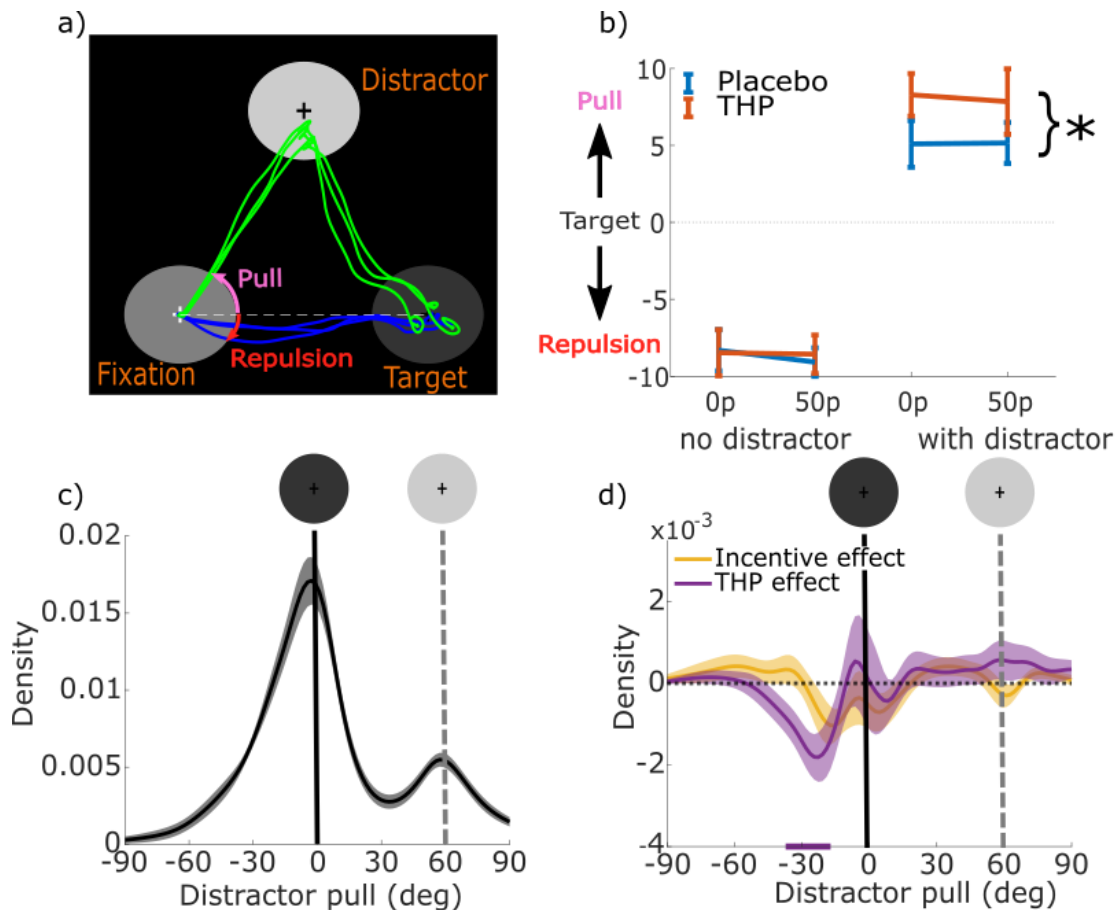 a)
Distractor
Pull
Repulsion
Fixation
Target
b)
10
5
0
-5
-10
Pull
Target
Repulsion
Placebo
THP
} *
0p 50p 0p 50p
no distractor with distractor
c)
0.02
0.015
0.01
0.005
0
Density
-90 -60 -30 0 30 60 90
Distractor pull (deg)
d)
x10-3
Incentive effect
THP effect
2
0
-2
-4
Density
-90 -60 -30 0 30 60 90
Distractor pull (deg)